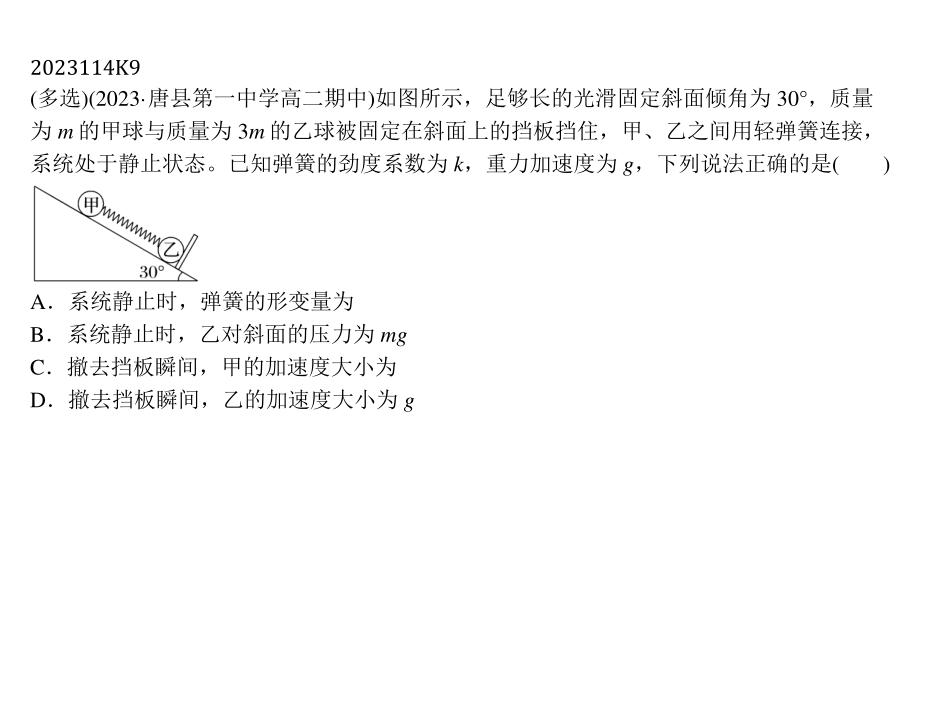 2023114K9
(多选)(2023·唐县第一中学高二期中)如图所示，足够长的光滑固定斜面倾角为 30°，质量
为 m 的甲球与质量为 3m 的乙球被固定在斜面上的挡板挡住，甲、乙之间用轻弹簧连接，
系统处于静止状态。已知弹簧的劲度系数为 k，重力加速度为 g，下列说法正确的是(　　)
甲
乙
30°
A．系统静止时，弹簧的形变量为
B．系统静止时，乙对斜面的压力为 mg
C．撤去挡板瞬间，甲的加速度大小为
D．撤去挡板瞬间，乙的加速度大小为 g